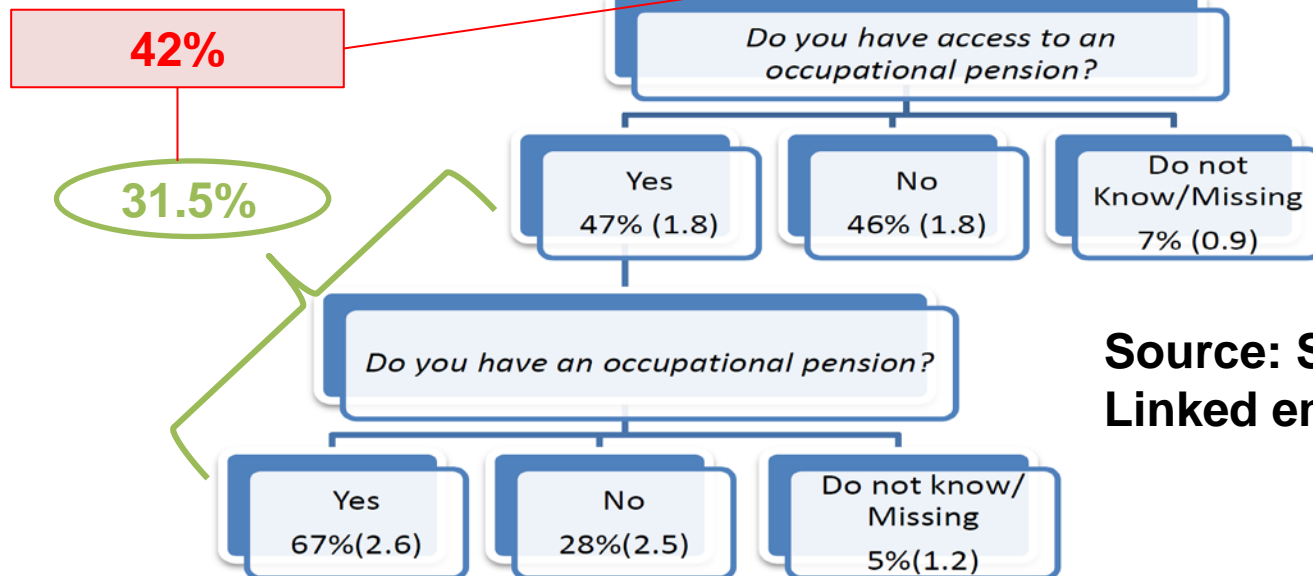 42%
Do you have access to an
occupational pension?
31.5%
Yes
47% (1.8)
No
46% (1.8)
Do not
Know/Missing
7% (0.9)
Do you have an occupational pension?
Source:
Linked
Yes
67%(2.6)
No
28%(2.5)
Do not know/
Missing
5%(1.2)